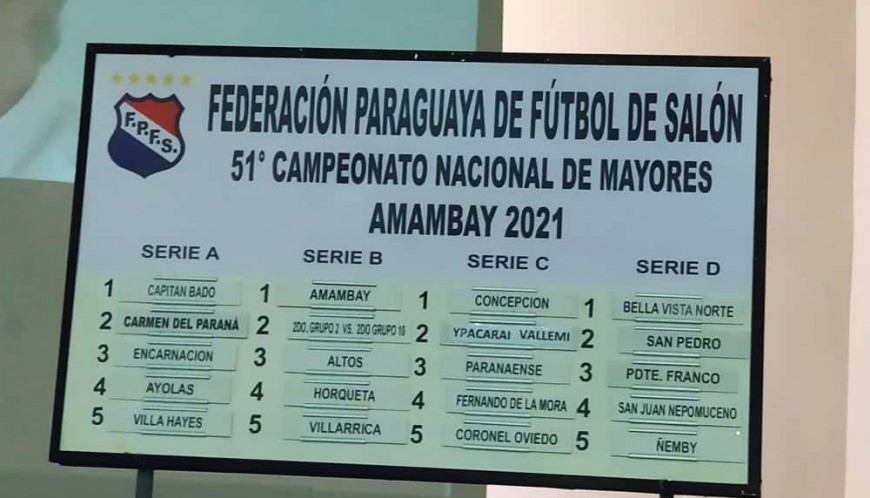 F.P.F.S.
FEDERACIÓN PARAGUAYA DE FÚTBOL DE SALÓN
51° CAMPEONATO NACIONAL DE MAYORES
AMAMBAY 2021
SERIE A
1 CAPITAN BADO
2 CARMEN DEL PARANÁ
3 ENCARNACION
4 AYOLAS
5 VILLA HAYES
SERIE B
1 AMAMBAY
2 2DO. GRUPO 2 VS. 2DO GRUPO 16
3 ALTOS
4 HORQUETA
5 VILLARRICA
SERIE C
1 CONCEPCION
2 YPACARAI VALLEMI
3 PARANAENSE
4 FERNANDO DE LA MORA
5 CORONEL OVIEDO
SERIE D
1 BELLA VISTA NORTE
2 SAN PEDRO
3 PDTE. FRANCO
4 SAN JUAN NEPOMUCENO
5 ÑEMBY